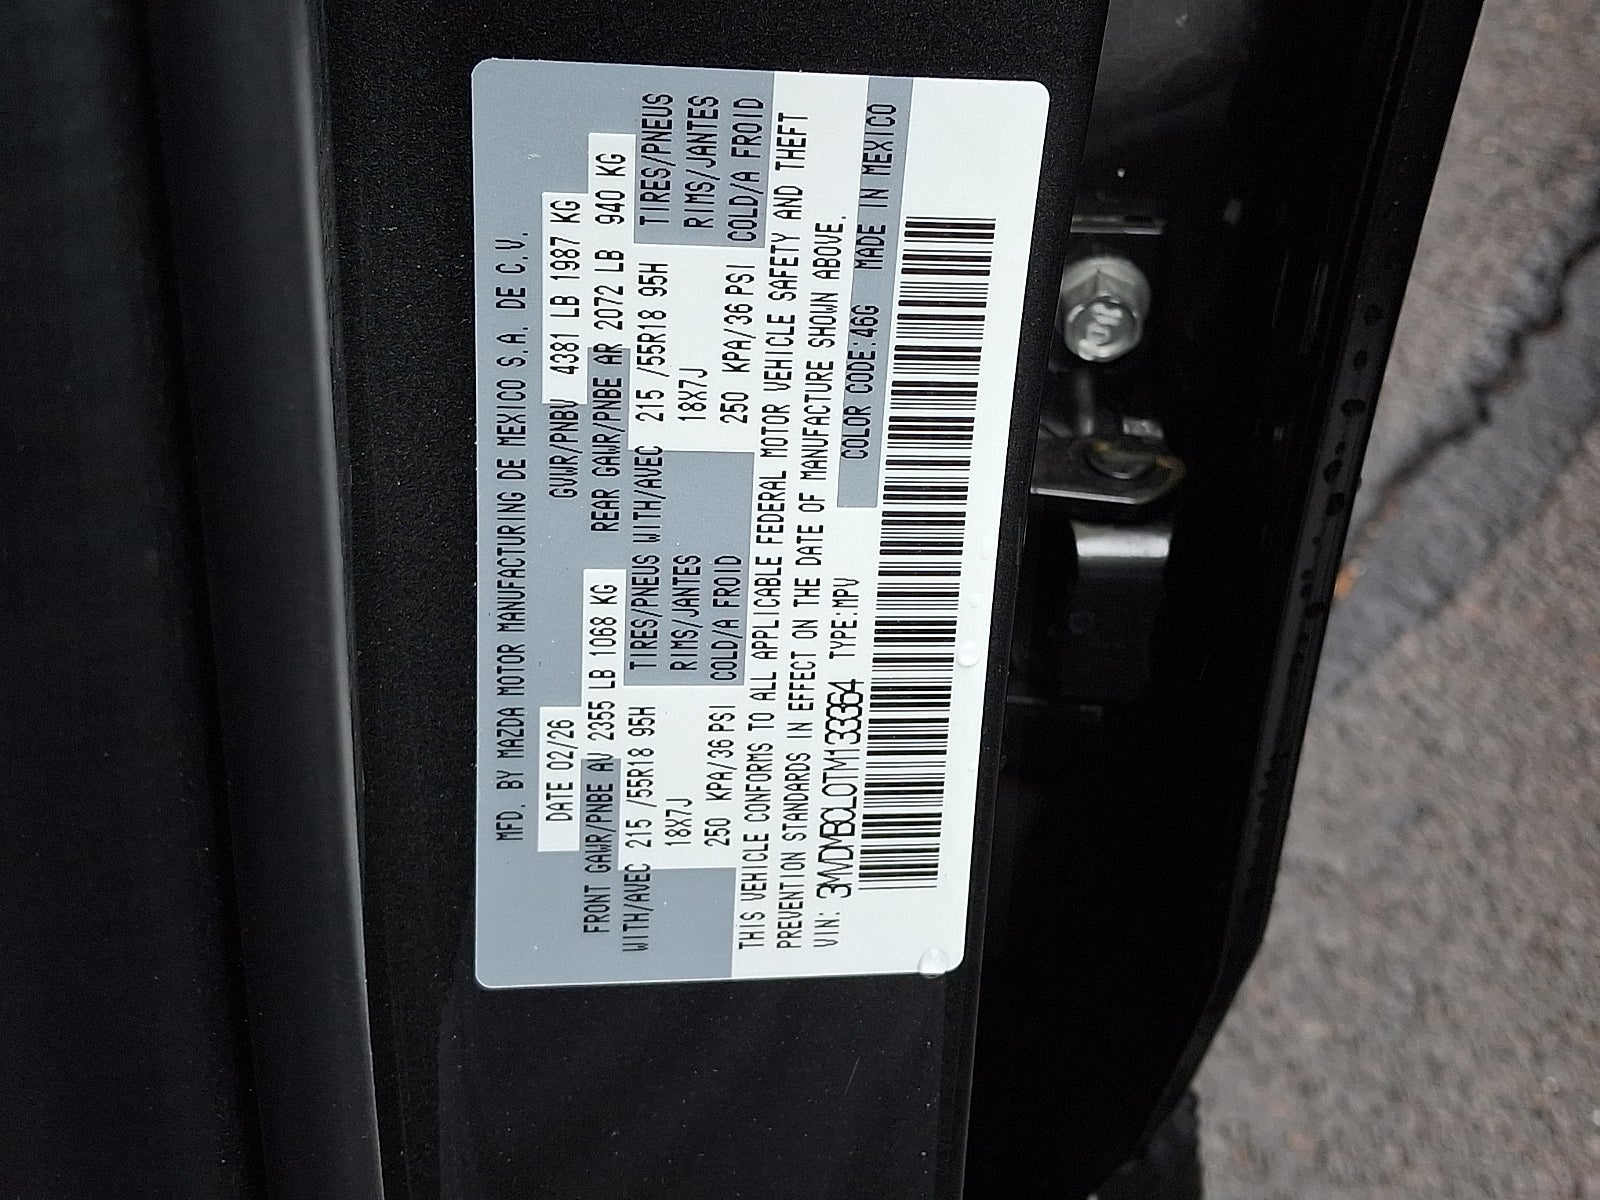 MFD. BY MAZDA MOTOR MANUFACTURING DE MEXICO S.A. DE C.V.
DATE 02/26 GVWR/PNBV 4381 LB 1987 KG
FRONT GAWR/PNBE AV 2355 LB 1068 KG REAR GAWR/PNBE AR 2072 LB 940 KG
WITH/AVEC 215 /55R18 95H TIRES/PNEUS WITH/AVEC 215 /55R18 95H TIRES/PNEUS
18X7J RIMS/JANTES 18X7J RIMS/JANTES
250 KPA/36 PSI COLD/A FROID 250 KPA/36 PSI COLD/A FROID
THIS VEHICLE CONFORMS TO ALL APPLICABLE FEDERAL MOTOR VEHICLE SAFETY AND THEFT
PREVENTION STANDARDS IN EFFECT ON THE DATE OF MANUFACTURE SHOWN ABOVE.
VIN: 3MVDMBCL0TM133364 TYPE:MPV COLOR CODE:46G MADE IN MEXICO